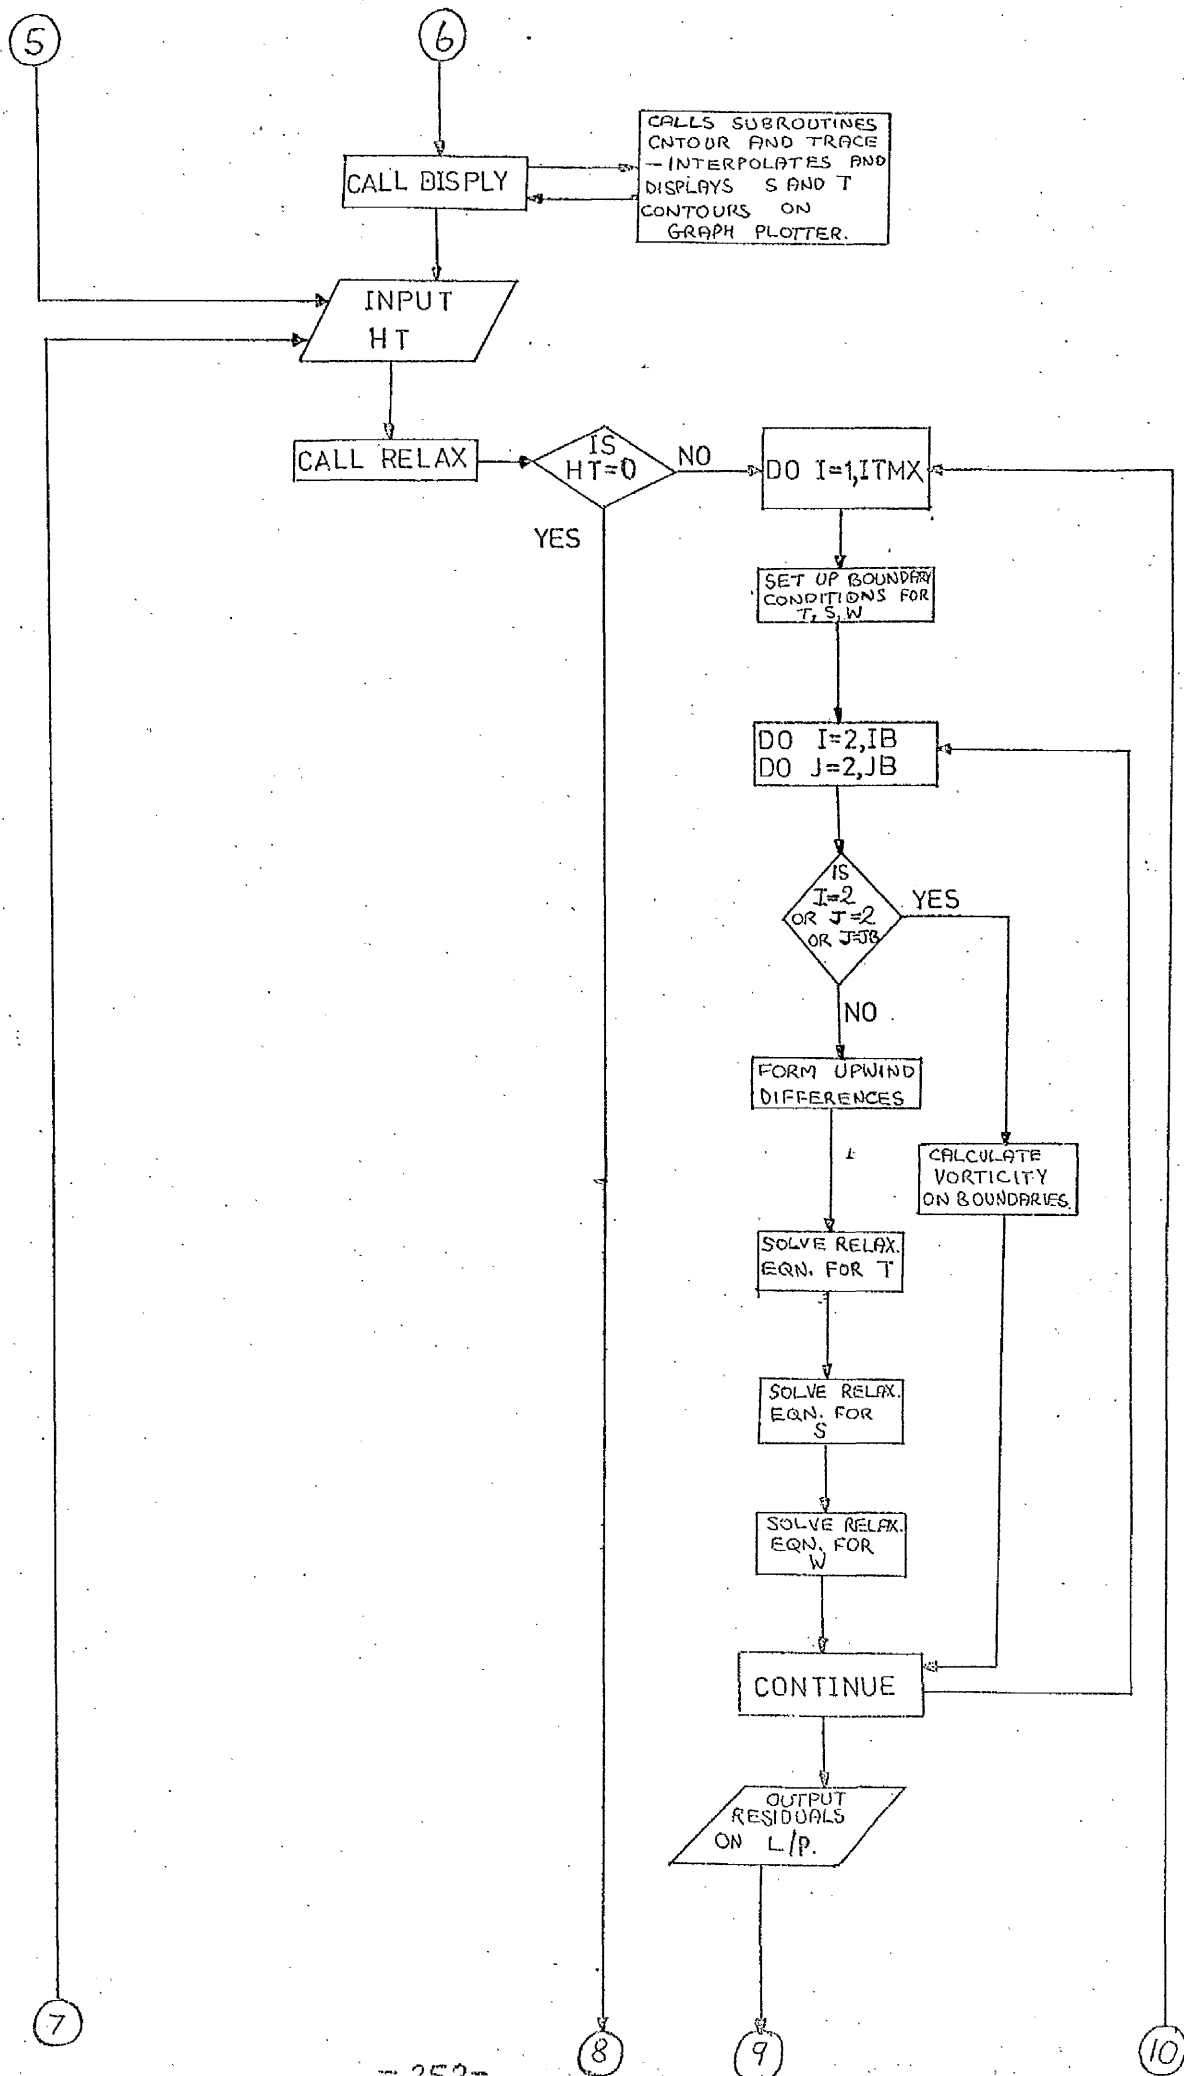 5
6
CALL DISPLY
CALLS SUBROUTINES
CNTOUR AND TRACE
– INTERPOLATES AND
DISPLAYS S AND T
CONTOURS ON
GRAPH PLOTTER.
INPUT
HT
CALL RELAX
IS
HT=0
NO
YES
DO I=1,ITMX
SET UP BOUNDARY
CONDITIONS FOR
T, S, W
DO I=2,IB
DO J=2,JB
IS
I=2
OR J=2
OR J=JB
YES
NO
FORM UPWIND
DIFFERENCES
CALCULATE
VORTICITY
ON BOUNDARIES.
SOLVE RELAX.
EQN. FOR T
SOLVE RELAX.
EQN. FOR
S
SOLVE RELAX.
EQN. FOR
W
CONTINUE
OUTPUT
RESIDUALS
ON L/P.
7
8
9
10